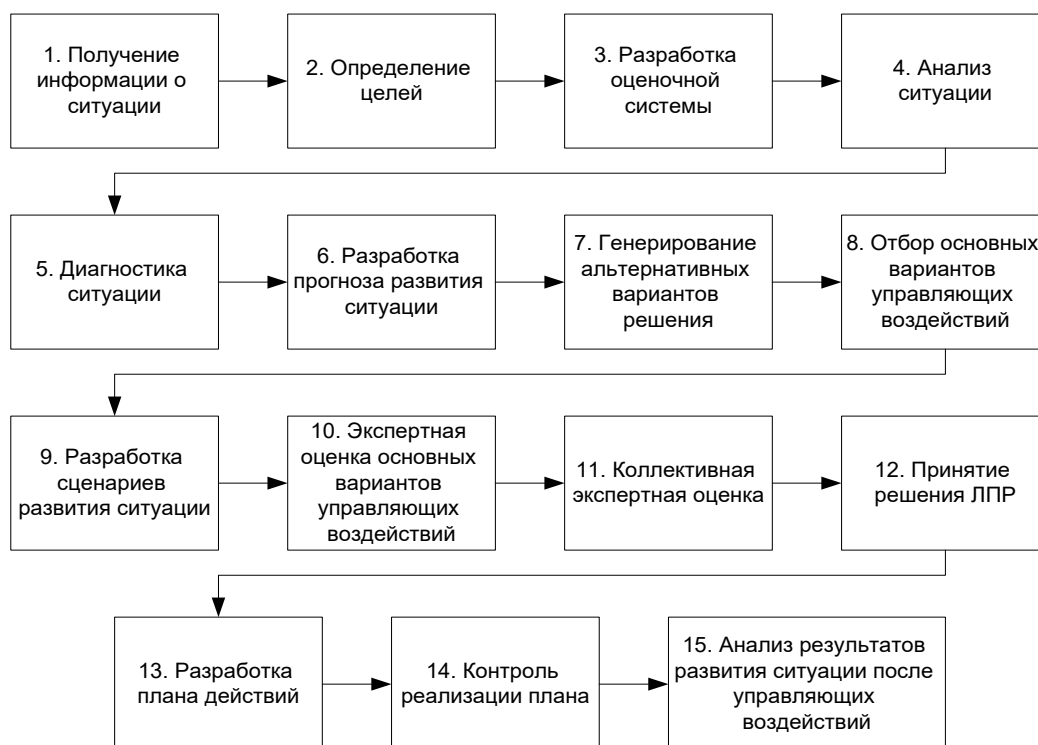 1. Получение
информации о
ситуации
2. Определение
целей
3. Разработка
оценочной
системы
4. Анализ
ситуации
5. Диагностика
ситуации
6. Разработка
прогноза развития
ситуации
7. Генерирование
альтернативных
вариантов
решения
8. Отбор основных
вариантов
управляющих
воздействий
9. Разработка
сценариев
развития ситуации
10. Экспертная
оценка основных
вариантов
управляющих
воздействий
11. Коллективная
экспертная оценка
12. Принятие
решения ЛПР
13. Разработка
плана действий
14. Контроль
реализации плана
15. Анализ результатов
развития ситуации после
управляющих
воздействий